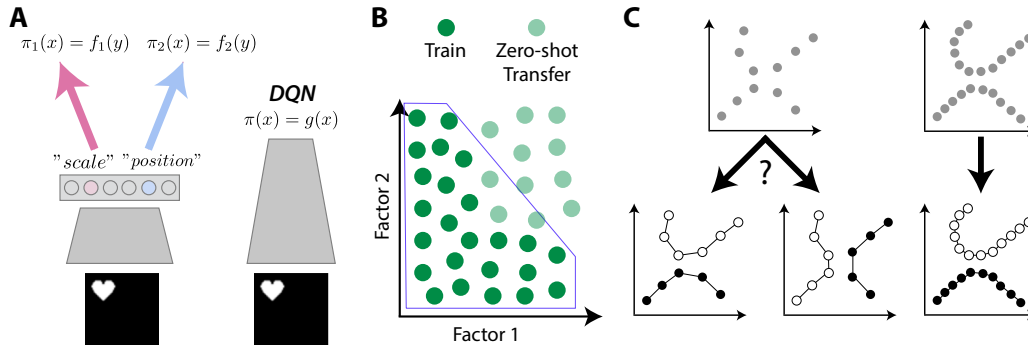 A
π₁(x) = f₁(y)
π₂(x) = f₂(y)
"scale" "position"
DQN
π(x) = g(x)
B
Train
Zero-shot
Transfer
Factor 2
Factor 1
C
?